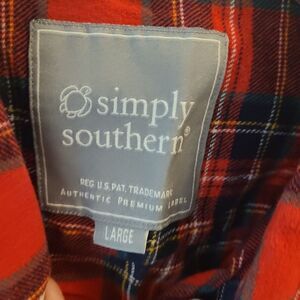 simply
southern®
REG. U.S. PAT. TRADEMARK
AUTHENTIC PREMIUM LABEL
LARGE